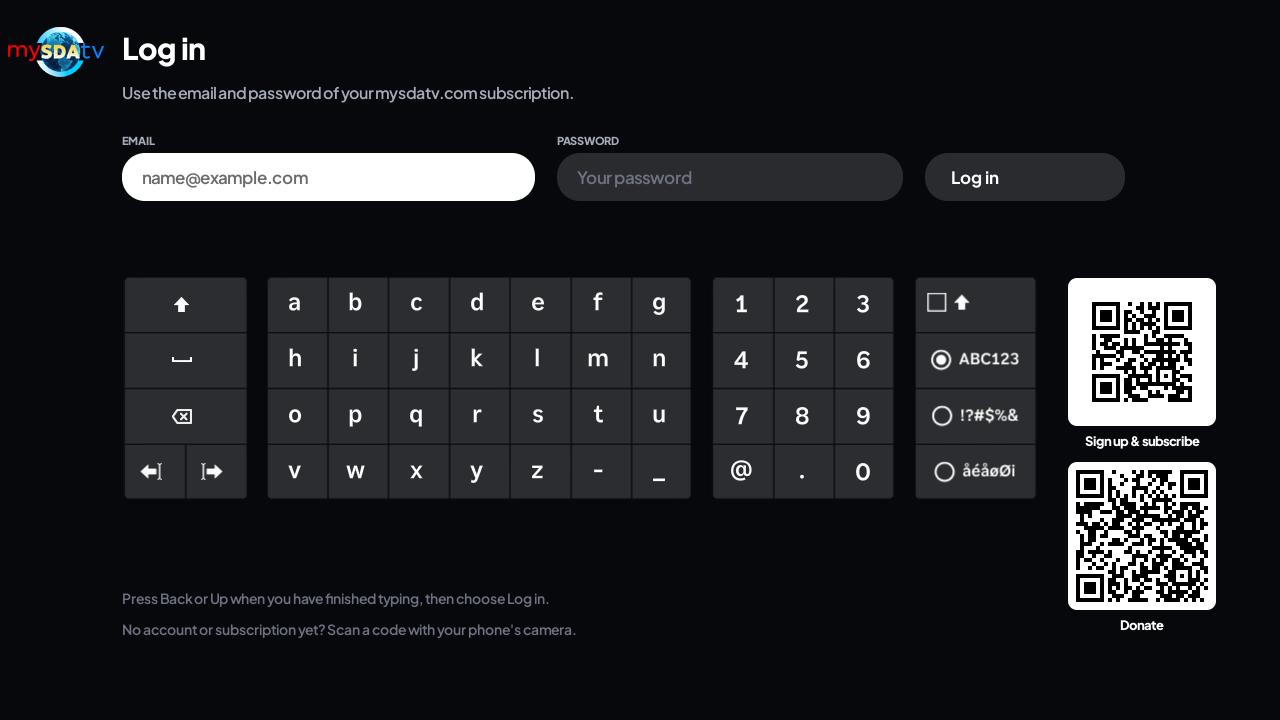 mySDAtv
Log in
Use the email and password of your mysdatv.com subscription.
EMAIL
PASSWORD
name@example.com
Your password
Log in
a b c d e f g
1 2 3
h i j k l m n
4 5 6
ABC123
o p q r s t u
7 8 9
!?#$%&
v w x y z - _
@ . 0
åéåøØi
Sign up & subscribe
Donate
Press Back or Up when you have finished typing, then choose Log in.
No account or subscription yet? Scan a code with your phone's camera.